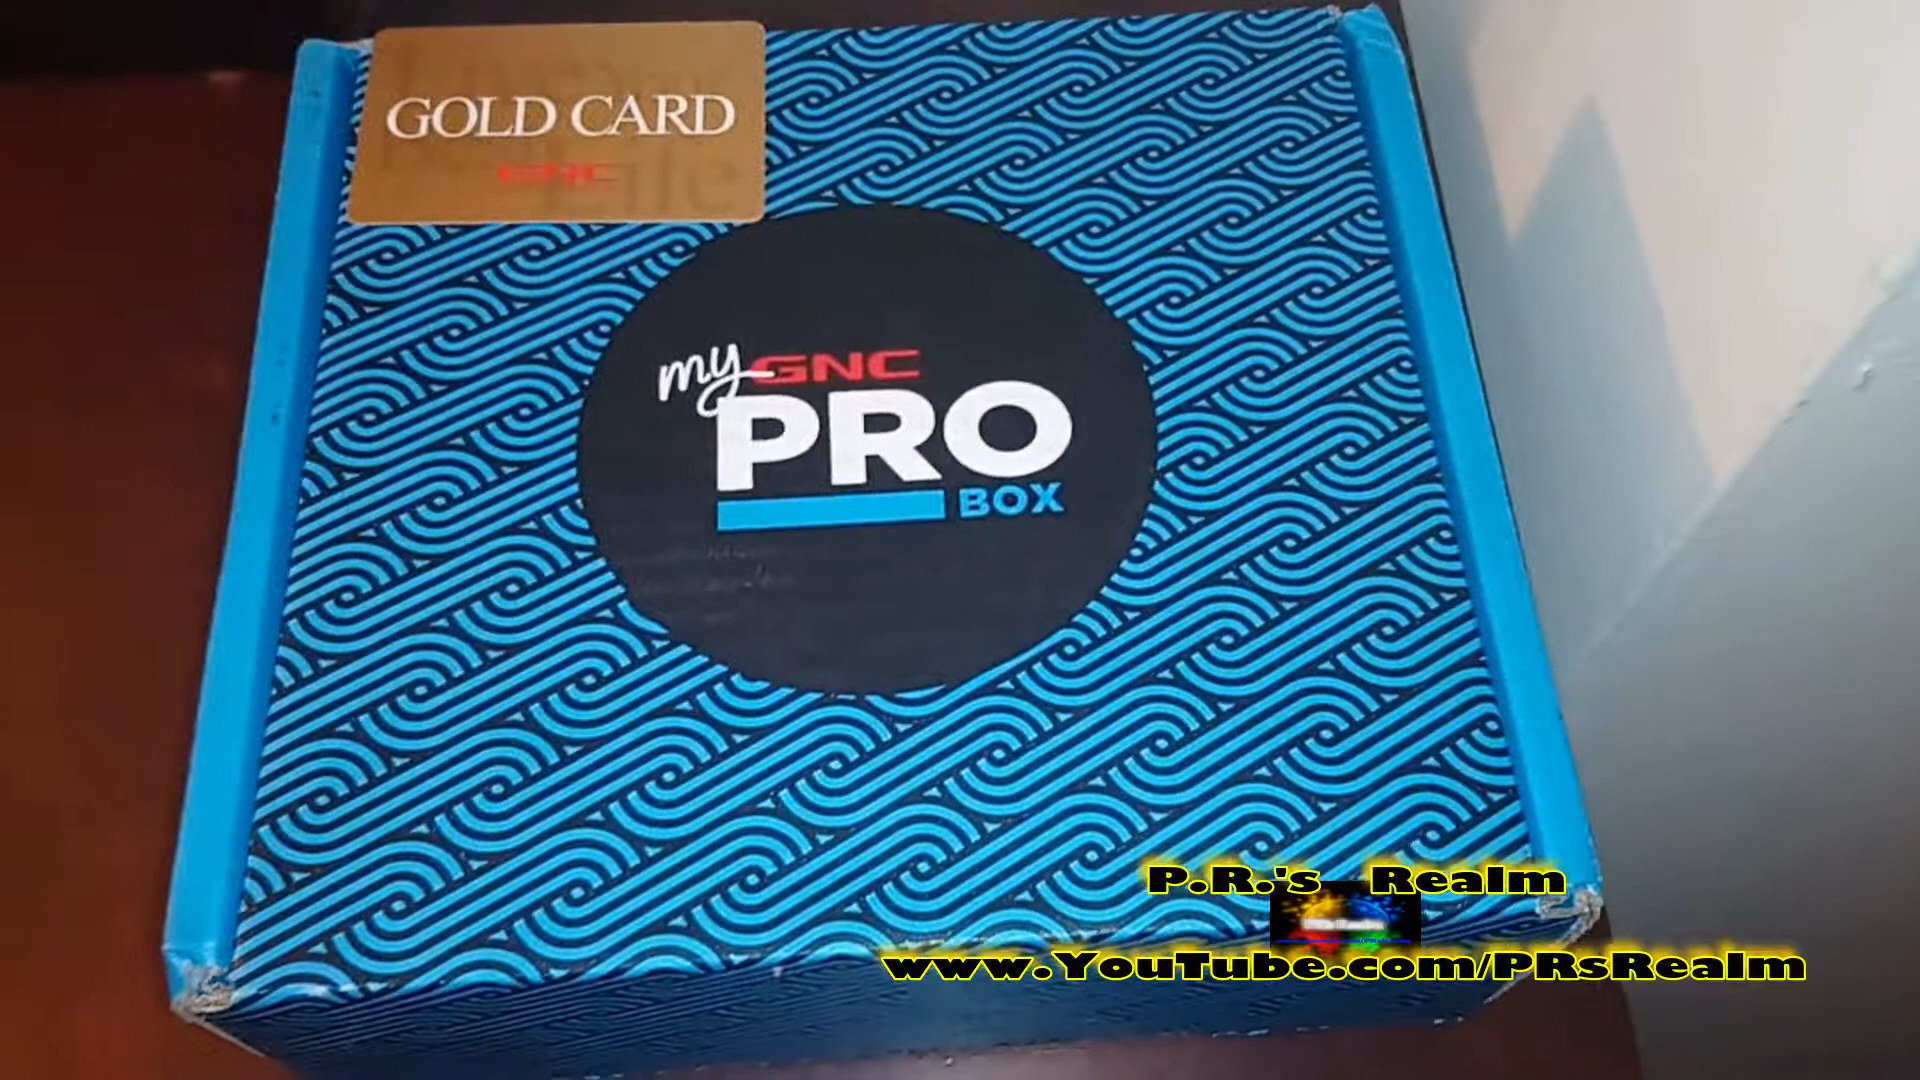 GOLD CARD
GNC
my GNC
PRO
BOX
P.R.'s Realm
www.YouTube.com/PRsRealm